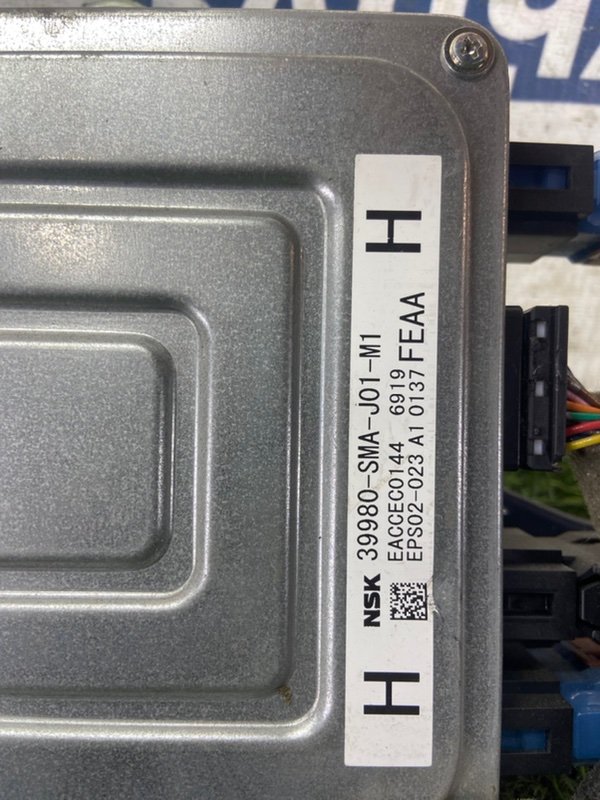 H
NSK 39980-SMA-J01-M1
EACCEC0144 6919
EPS02-023 A1 0137 FEAA
H